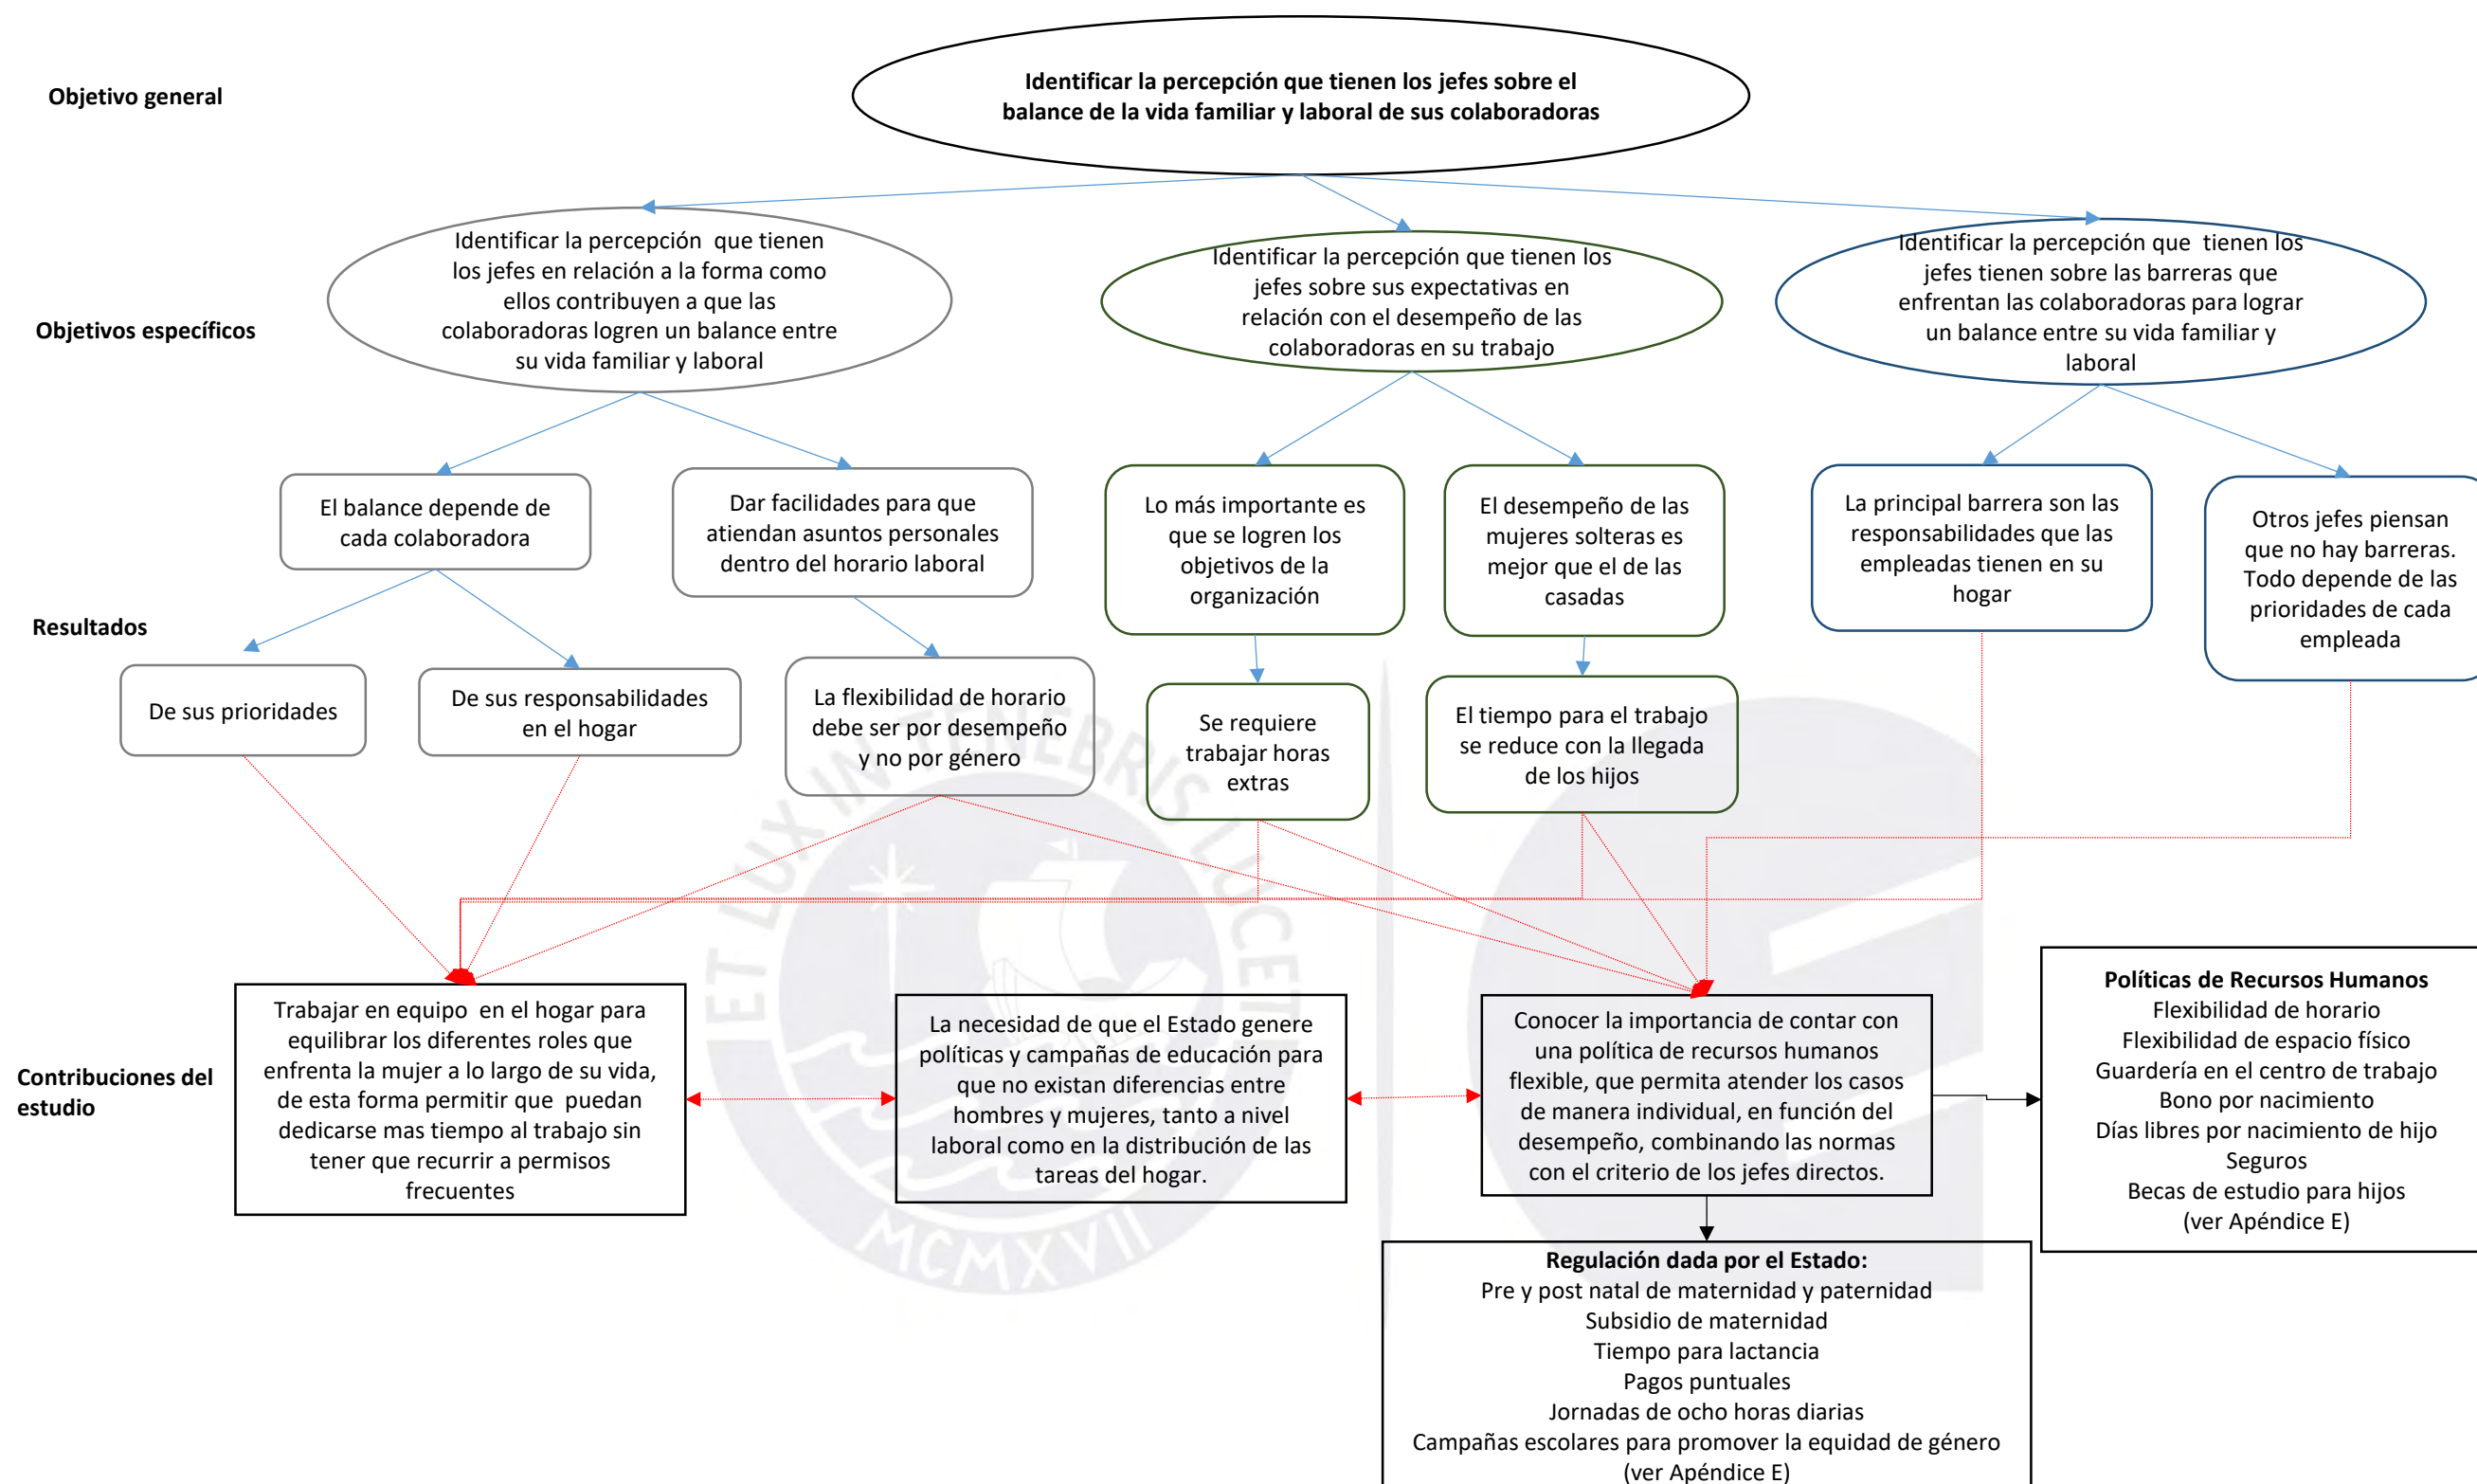 Objetivo general
Identificar la percepción que tienen los jefes sobre el
balance de la vida familiar y laboral de sus colaboradoras
Objetivos específicos
Identificar la percepción que tienen
los jefes en relación a la forma como
ellos contribuyen a que las
colaboradoras logren un balance entre
su vida familiar y laboral
Identificar la percepción que tienen los
jefes sobre sus expectativas en
relación con el desempeño de las
colaboradoras en su trabajo
Identificar la percepción que tienen los
jefes tienen sobre las barreras que
enfrentan las colaboradoras para lograr
un balance entre su vida familiar y
laboral
Resultados
El balance depende de
cada colaboradora
Dar facilidades para que
atiendan asuntos personales
dentro del horario laboral
Lo más importante es
que se logren los
objetivos de la
organización
El desempeño de las
mujeres solteras es
mejor que el de las
casadas
La principal barrera son las
responsabilidades que las
empleadas tienen en su
hogar
Otros jefes piensan
que no hay barreras.
Todo depende de las
prioridades de cada
empleada
De sus prioridades
De sus responsabilidades
en el hogar
La flexibilidad de horario
debe ser por desempeño
y no por género
Se requiere
trabajar horas
extras
El tiempo para el trabajo
se reduce con la llegada
de los hijos
ET LUX IN TENEBRIS LUCET
MCMXVII
Contribuciones del
estudio
Trabajar en equipo en el hogar para
equilibrar los diferentes roles que
enfrenta la mujer a lo largo de su vida,
de esta forma permitir que puedan
dedicarse mas tiempo al trabajo sin
tener que recurrir a permisos
frecuentes
La necesidad de que el Estado genere
políticas y campañas de educación para
que no existan diferencias entre
hombres y mujeres, tanto a nivel
laboral como en la distribución de las
tareas del hogar.
Conocer la importancia de contar con
una política de recursos humanos
flexible, que permita atender los casos
de manera individual, en función del
desempeño, combinando las normas
con el criterio de los jefes directos.
Políticas de Recursos Humanos
Flexibilidad de horario
Flexibilidad de espacio físico
Guardería en el centro de trabajo
Bono por nacimiento
Días libres por nacimiento de hijo
Seguros
Becas de estudio para hijos
(ver Apéndice E)
Regulación dada por el Estado:
Pre y post natal de maternidad y paternidad
Subsidio de maternidad
Tiempo para lactancia
Pagos puntuales
Jornadas de ocho horas diarias
Campañas escolares para promover la equidad de género
(ver Apéndice E)